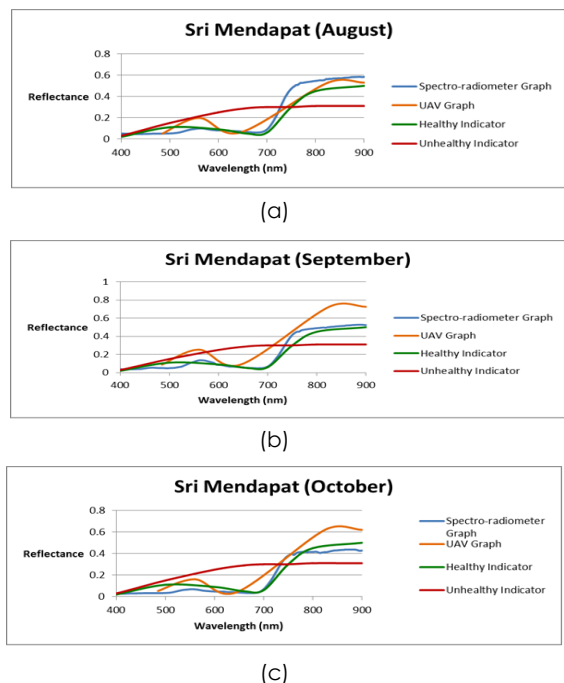 Sri Mendapat (August)
0.8
0.6
0.4
0.2
0
Reflectance
400 500 600 700 800 900
Wavelength (nm)
Spectro-radiometer Graph
UAV Graph
Healthy Indicator
Unhealthy Indicator
(a)
Sri Mendapat (September)
1
0.8
0.6
0.4
0.2
0
Reflectance
400 500 600 700 800 900
Wavelength (nm)
Spectro-radiometer Graph
UAV Graph
Healthy Indicator
Unhealthy Indicator
(b)
Sri Mendapat (October)
0.8
0.6
0.4
0.2
0
Reflectance
400 500 600 700 800 900
Wavelength (nm)
Spectro-radiometer
Graph
UAV Graph
Healthy Indicator
Unhealthy Indicator
(c)